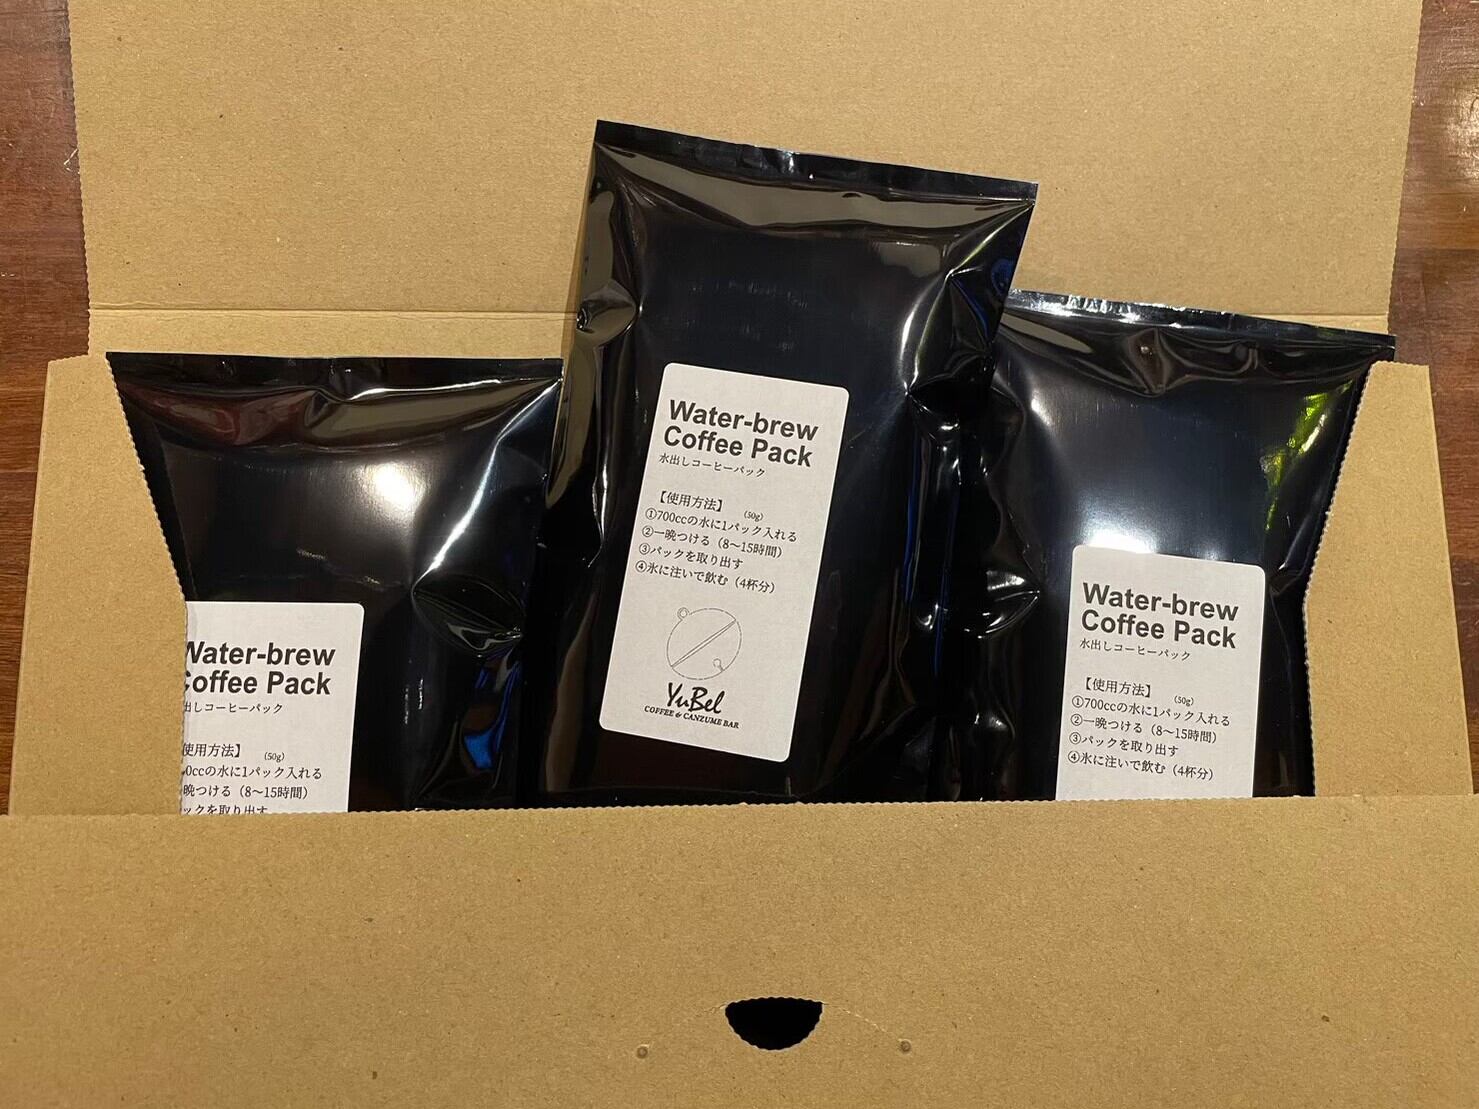 Water-brew
Coffee Pack
水出しコーヒーパック
【使用方法】 (50g)
①700ccの水に1パック入れる
②一晩つける（8〜15時間）
③パックを取り出す
④氷に注いで飲む（4杯分）
YuBel
COFFEE & CANZUME BAR
Water-brew
Coffee Pack
水出しコーヒーパック
【使用方法】 (50g)
①700ccの水に1パック入れる
②一晩つける（8〜15時間）
③パックを取り出す
④氷に注いで飲む（4杯分）
Water-brew
Coffee Pack
出しコーヒーパック
使用方法】 (50g)
0ccの水に1パック入れる
晩つける（8〜15時間）
ックを取り出す